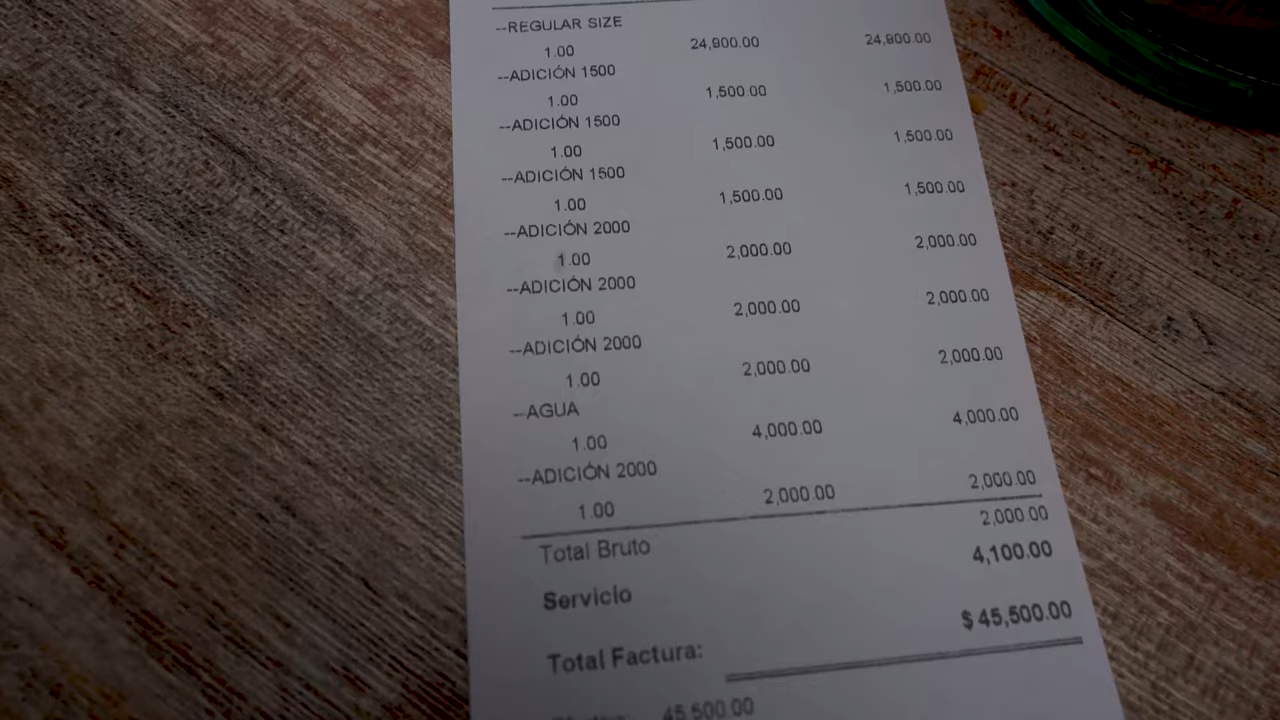 --REGULAR SIZE
1.00 24,900.00 24,900.00
--ADICIÓN 1500
1.00 1,500.00 1,500.00
--ADICIÓN 1500
1.00 1,500.00 1,500.00
--ADICIÓN 1500
1.00 1,500.00 1,500.00
--ADICIÓN 2000
1.00 2,000.00 2,000.00
--ADICIÓN 2000
1.00 2,000.00 2,000.00
--ADICIÓN 2000
1.00 2,000.00 2,000.00
--AGUA
1.00 4,000.00 4,000.00
--ADICIÓN 2000
1.00 2,000.00 2,000.00
Total Bruto 2,000.00
Servicio 4,100.00
Total Factura: $ 45,500.00